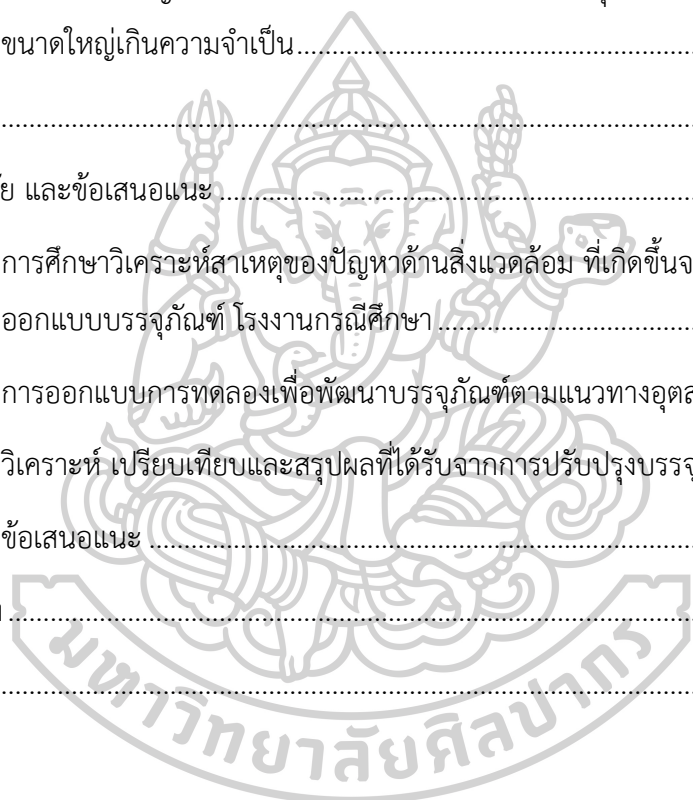 ขนาดใหญ่เกินความจำเป็น
และข้อเสนอแนะ
การศึกษาวิเคราะห์สาเหตุของปัญหาด้านสิ่งแวดล้อม ที่เกิดขึ้นจ
ออกแบบบรรจุภัณฑ์ โรงงานกรณีศึกษา
การออกแบบการทดลองเพื่อพัฒนาบรรจุภัณฑ์ตามแนวทางอุตส
วิเคราะห์ เปรียบเทียบและสรุปผลที่ได้รับจากการปรับปรุงบรรจุ
ข้อเสนอแนะ
มหาวิทยาลัยศิลปากร